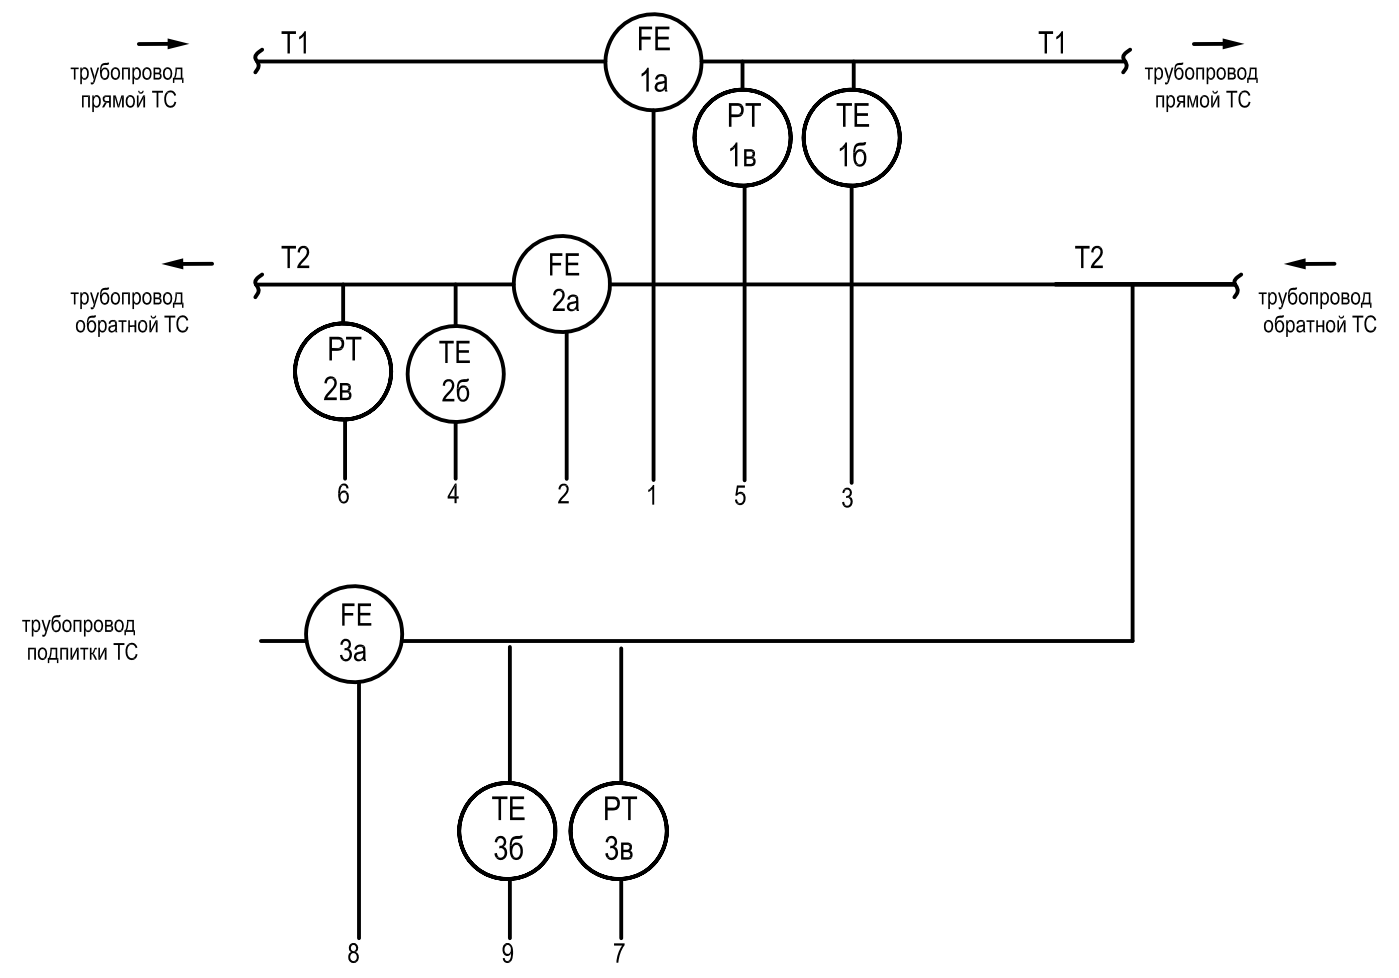 Т1
FE
1а
Т1
трубопровод
прямой ТС
трубопровод
прямой ТС
PT
1в
TE
1б
Т2
FE
2а
Т2
трубопровод
обратной ТС
трубопровод
обратной ТС
PT
2в
TE
2б
6
4
2
1
5
3
трубопровод
подпитки ТС
FE
3а
TE
3б
PT
3в
8
9
7